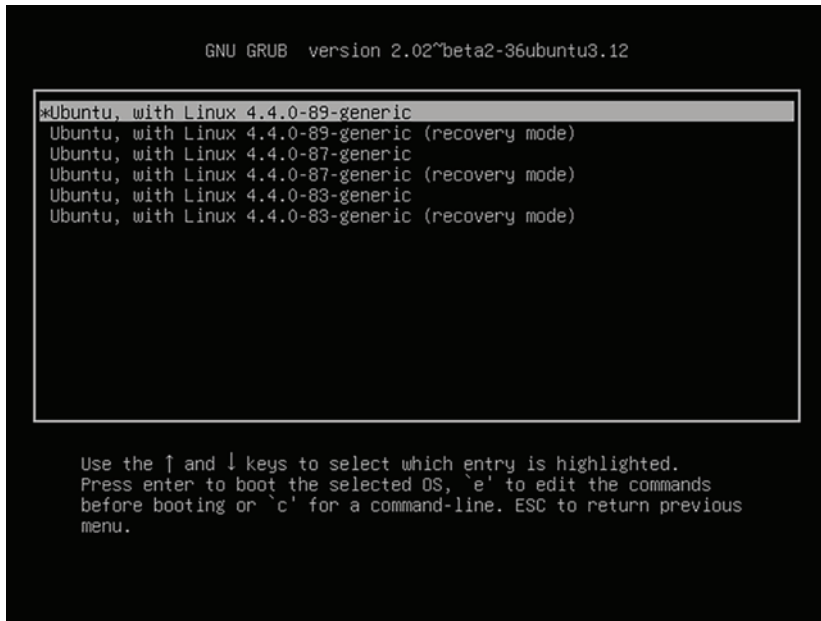 GNU GRUB version 2.02~beta2-36ubuntu3.12
*Ubuntu, with Linux 4.4.0-89-generic
Ubuntu, with Linux 4.4.0-89-generic (recovery mode)
Ubuntu, with Linux 4.4.0-87-generic
Ubuntu, with Linux 4.4.0-87-generic (recovery mode)
Ubuntu, with Linux 4.4.0-83-generic
Ubuntu, with Linux 4.4.0-83-generic (recovery mode)
Use the ↑ and ↓ keys to select which entry is highlighted.
Press enter to boot the selected OS, `e' to edit the commands
before booting or `c' for a command-line. ESC to return previous
menu.